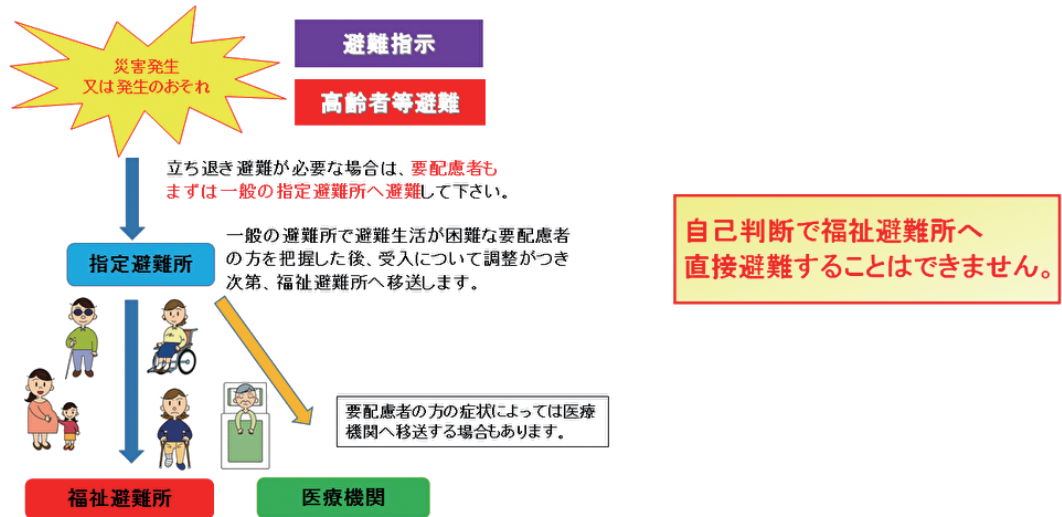 災害発生
又は発生のおそれ
避難指示
高齢者等避難
立ち退き避難が必要な場合は、要配慮者も
まずは一般の指定避難所へ避難して下さい。
指定避難所
一般の避難所で避難生活が困難な要配慮者
の方を把握した後、受入について調整がつき
次第、福祉避難所へ移送します。
自己判断で福祉避難所へ
直接避難することはできません。
要配慮者の方の症状によっては医療
機関へ移送する場合もあります。
福祉避難所
医療機関